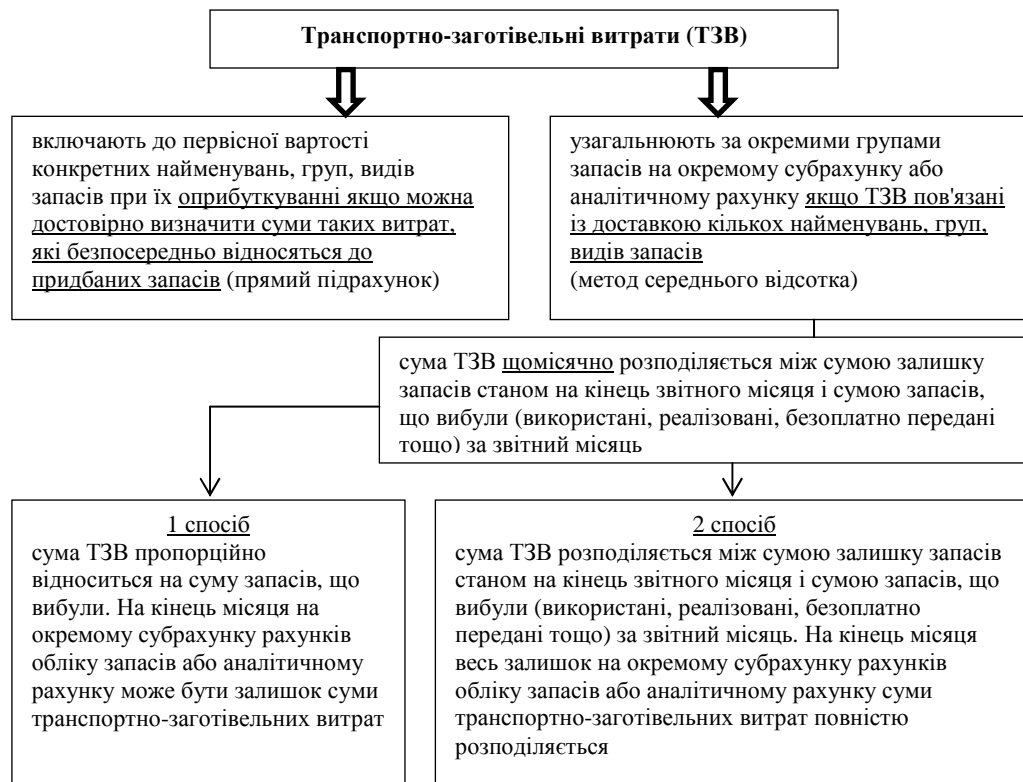 Транспортно-заготівельні витрати (ТЗВ)
включають до первісної вартості
конкретних найменувань, груп, видів
запасів при їх оприбуткуванні якщо можна
достовірно визначити суми таких витрат,
які безпосередньо відносяться до
придбаних запасів (прямий підрахунок)
узагальнюють за окремими групами
запасів на окремому субрахунку або
аналітичному рахунку якщо ТЗВ пов'язані
із доставкою кількох найменувань, груп,
видів запасів
(метод середнього відсотка)
сума ТЗВ щомісячно розподіляється між сумою залишку
запасів станом на кінець звітного місяця і сумою запасів,
що вибули (використані, реалізовані, безоплатно передані
тощо) за звітний місяць
1 спосіб
сума ТЗВ пропорційно
відноситься на суму запасів, що
вибули. На кінець місяця на
окремому субрахунку рахунків
обліку запасів або аналітичному
рахунку може бути залишок суми
транспортно-заготівельних витрат
2 спосіб
сума ТЗВ розподіляється між сумою залишку запасів
станом на кінець звітного місяця і сумою запасів, що
вибули (використані, реалізовані, безоплатно
передані тощо) за звітний місяць. На кінець місяця
весь залишок на окремому субрахунку рахунків
обліку запасів або аналітичному рахунку суми
транспортно-заготівельних витрат повністю
розподіляється